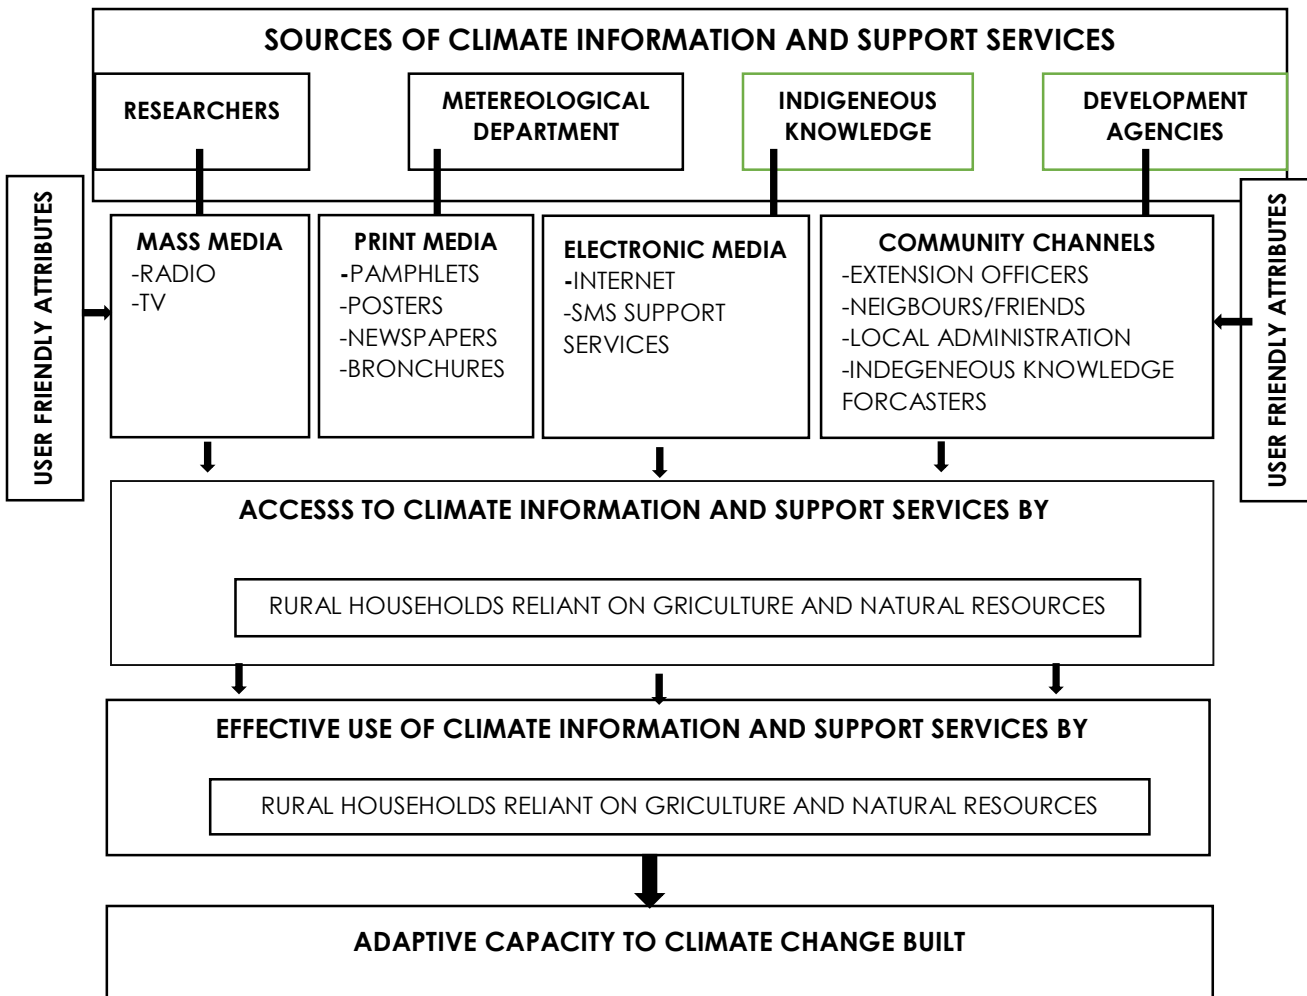 SOURCES OF CLIMATE INFORMATION AND SUPPORT SERVICES
RESEARCHERS
METEREOLOGICAL
DEPARTMENT
INDIGENEOUS
KNOWLEDGE
DEVELOPMENT
AGENCIES
USER FRIENDLY ATTRIBUTES
MASS MEDIA
-RADIO
-TV
PRINT MEDIA
-PAMPHLETS
-POSTERS
-NEWSPAPERS
-BRONCHURES
ELECTRONIC MEDIA
-INTERNET
-SMS SUPPORT
SERVICES
COMMUNITY CHANNELS
-EXTENSION OFFICERS
-NEIGBOURS/FRIENDS
-LOCAL ADMINISTRATION
-INDEGENEOUS KNOWLEDGE
FORCASTERS
USER FRIENDLY ATTRIBUTES
ACCESSS TO CLIMATE INFORMATION AND SUPPORT SERVICES BY
RURAL HOUSEHOLDS RELIANT ON GRICULTURE AND NATURAL RESOURCES
EFFECTIVE USE OF CLIMATE INFORMATION AND SUPPORT SERVICES BY
RURAL HOUSEHOLDS RELIANT ON GRICULTURE AND NATURAL RESOURCES
ADAPTIVE CAPACITY TO CLIMATE CHANGE BUILT